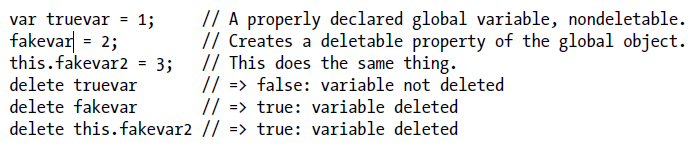 var truevar = 1;      // A properly declared global variable, nondeletable.
fakevar = 2;          // Creates a deletable property of the global object.
this.fakevar2 = 3;    // This does the same thing.
delete truevar        // => false: variable not deleted
delete fakevar        // => true: variable deleted
delete this.fakevar2  // => true: variable deleted